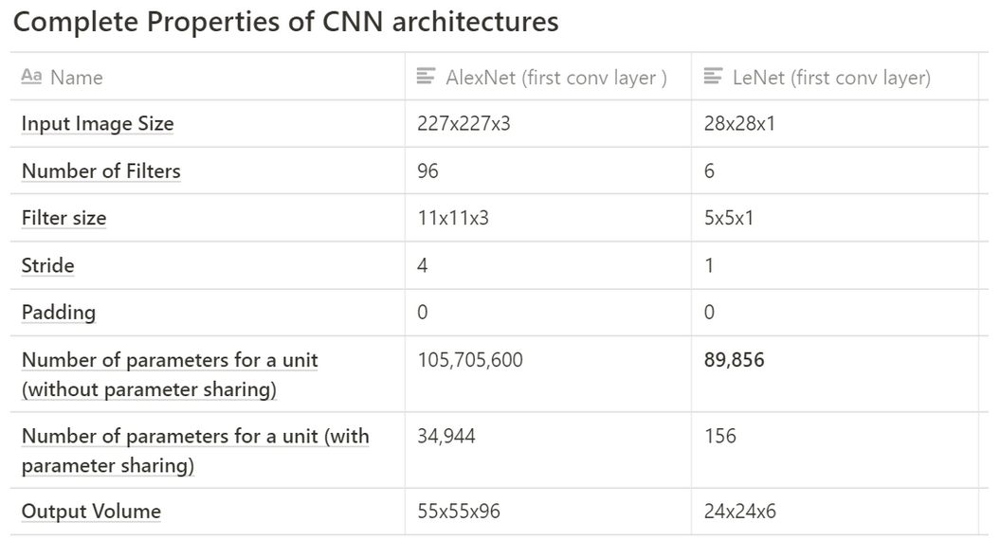 Complete Properties of CNN architectures
Aa Name
AlexNet (first conv layer )
LeNet (first conv layer)
Input Image Size
227x227x3
28x28x1
Number of Filters
96
6
Filter size
11x11x3
5x5x1
Stride
4
1
Padding
0
0
Number of parameters for a unit
(without parameter sharing)
105,705,600
89,856
Number of parameters for a unit (with
parameter sharing)
34,944
156
Output Volume
55x55x96
24x24x6